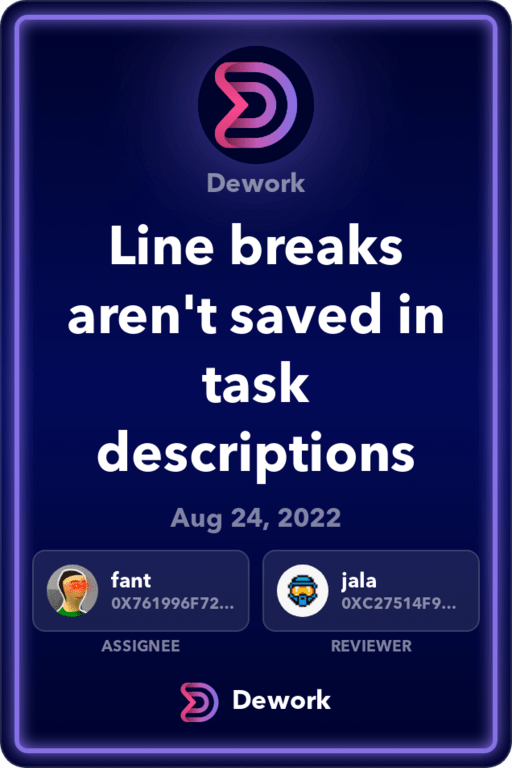 Dework
Line breaks
aren't saved in
task
descriptions
Aug 24, 2022
fant
0X761996F72...
jala
0XC27514F9...
ASSIGNEE
REVIEWER
Dework